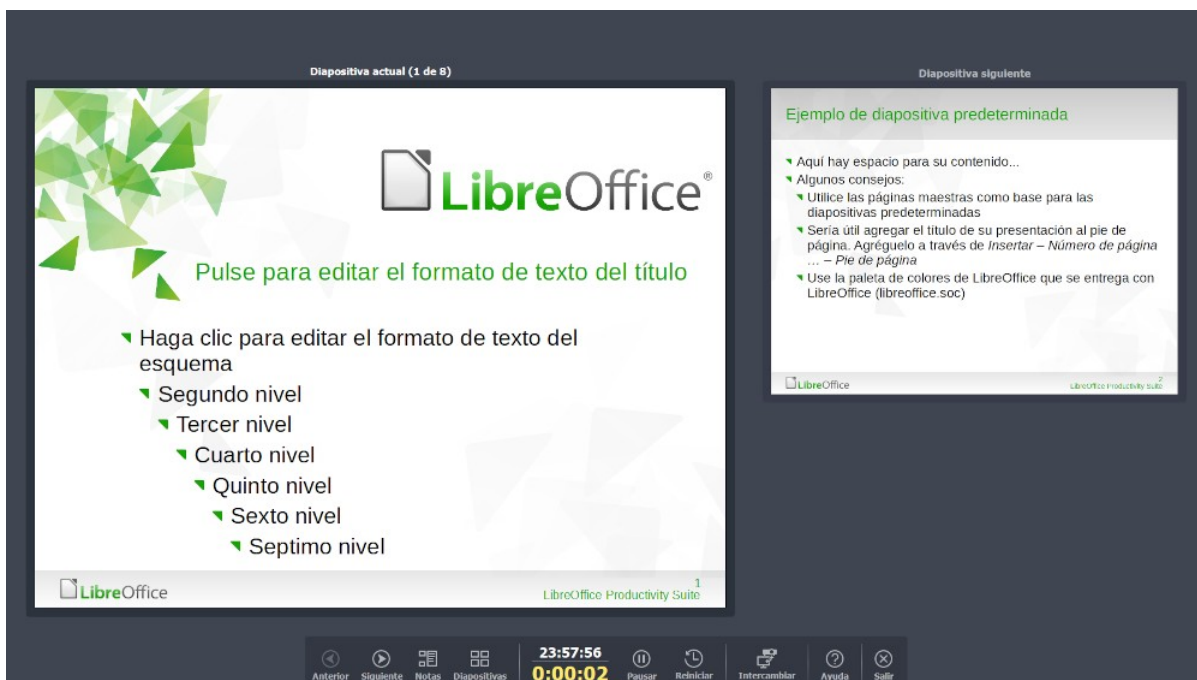 Diapositiva actual (1 de 8)
LibreOffice®
Pulse para editar el formato de texto del título
Haga clic para editar el formato de texto del
esquema
Segundo nivel
Tercer nivel
Cuarto nivel
Quinto nivel
Sexto nivel
Septimo nivel
LibreOffice
1
LibreOffice Productivity Suite
Diapositiva siguiente
Ejemplo de diapositiva predeterminada
Aquí hay espacio para su contenido...
Algunos consejos:
Utilice las páginas maestras como base para las
diapositivas predeterminadas
Sería útil agregar el título de su presentación al pie de
página. Agréguelo a través de Insertar – Número de página
... – Pie de página
Use la paleta de colores de LibreOffice que se entrega con
LibreOffice (libreoffice.soc)
LibreOffice
2
LibreOffice Productivity Suite
23:57:56
0:00:02
Anterior Siguiente Notas Diapositivas Pausar Reiniciar Intercambiar Ayuda Salir